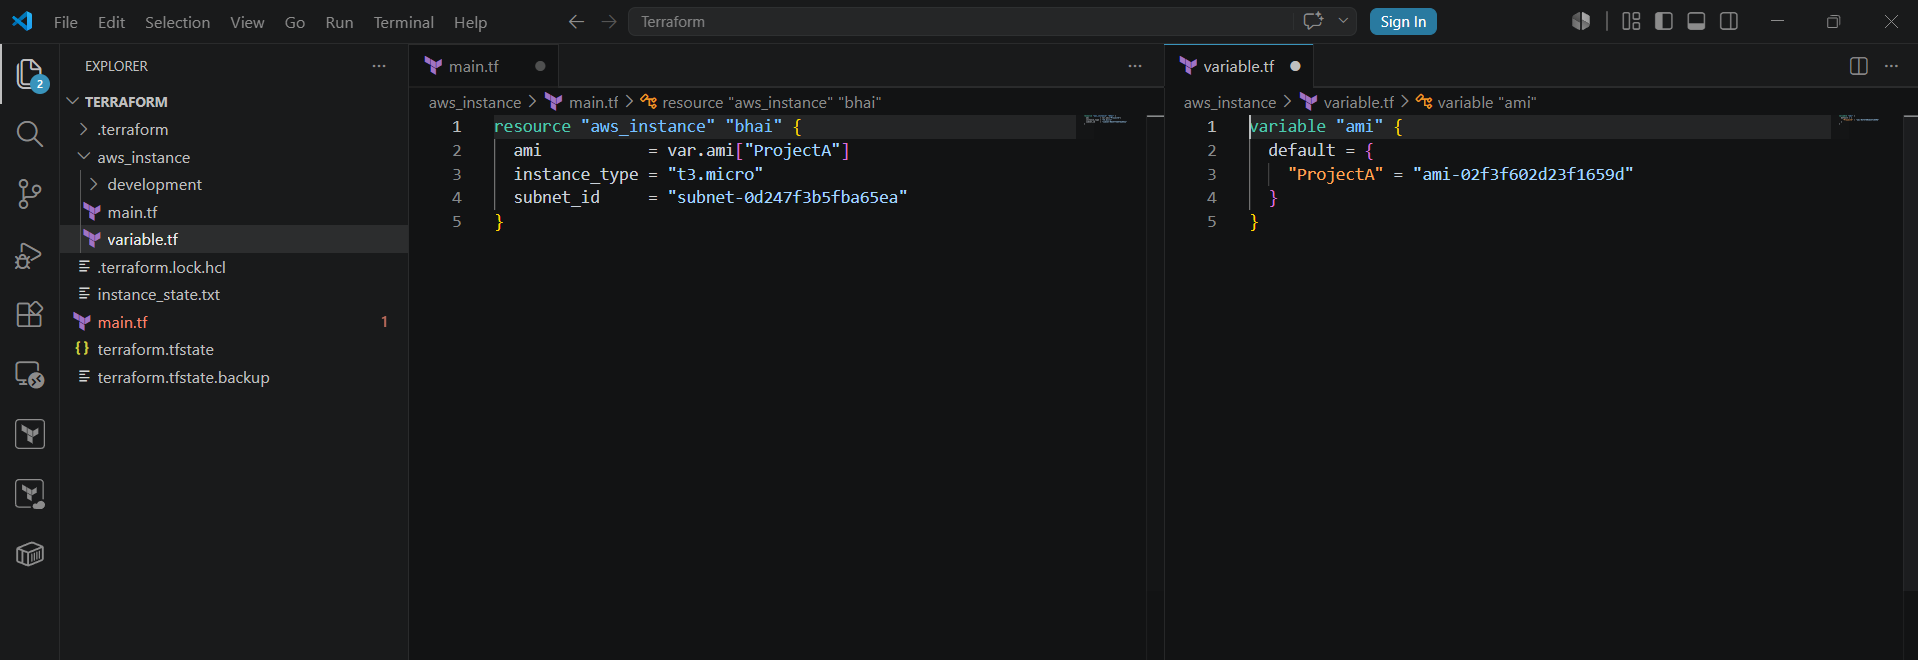 File Edit Selection View Go Run Terminal Help
Terraform
Sign In
EXPLORER
TERRAFORM
.terraform
aws_instance
development
main.tf
variable.tf
.terraform.lock.hcl
instance_state.txt
main.tf 1
terraform.tfstate
terraform.tfstate.backup
2
main.tf
aws_instance > main.tf > resource "aws_instance" "bhai"
1 resource "aws_instance" "bhai" {
2 ami = var.ami["ProjectA"]
3 instance_type = "t3.micro"
4 subnet_id = "subnet-0d247f3b5fba65ea"
5 }
variable.tf
aws_instance > variable.tf > variable "ami"
1 variable "ami" {
2 default = {
3 "ProjectA" = "ami-02f3f602d23f1659d"
4 }
5 }